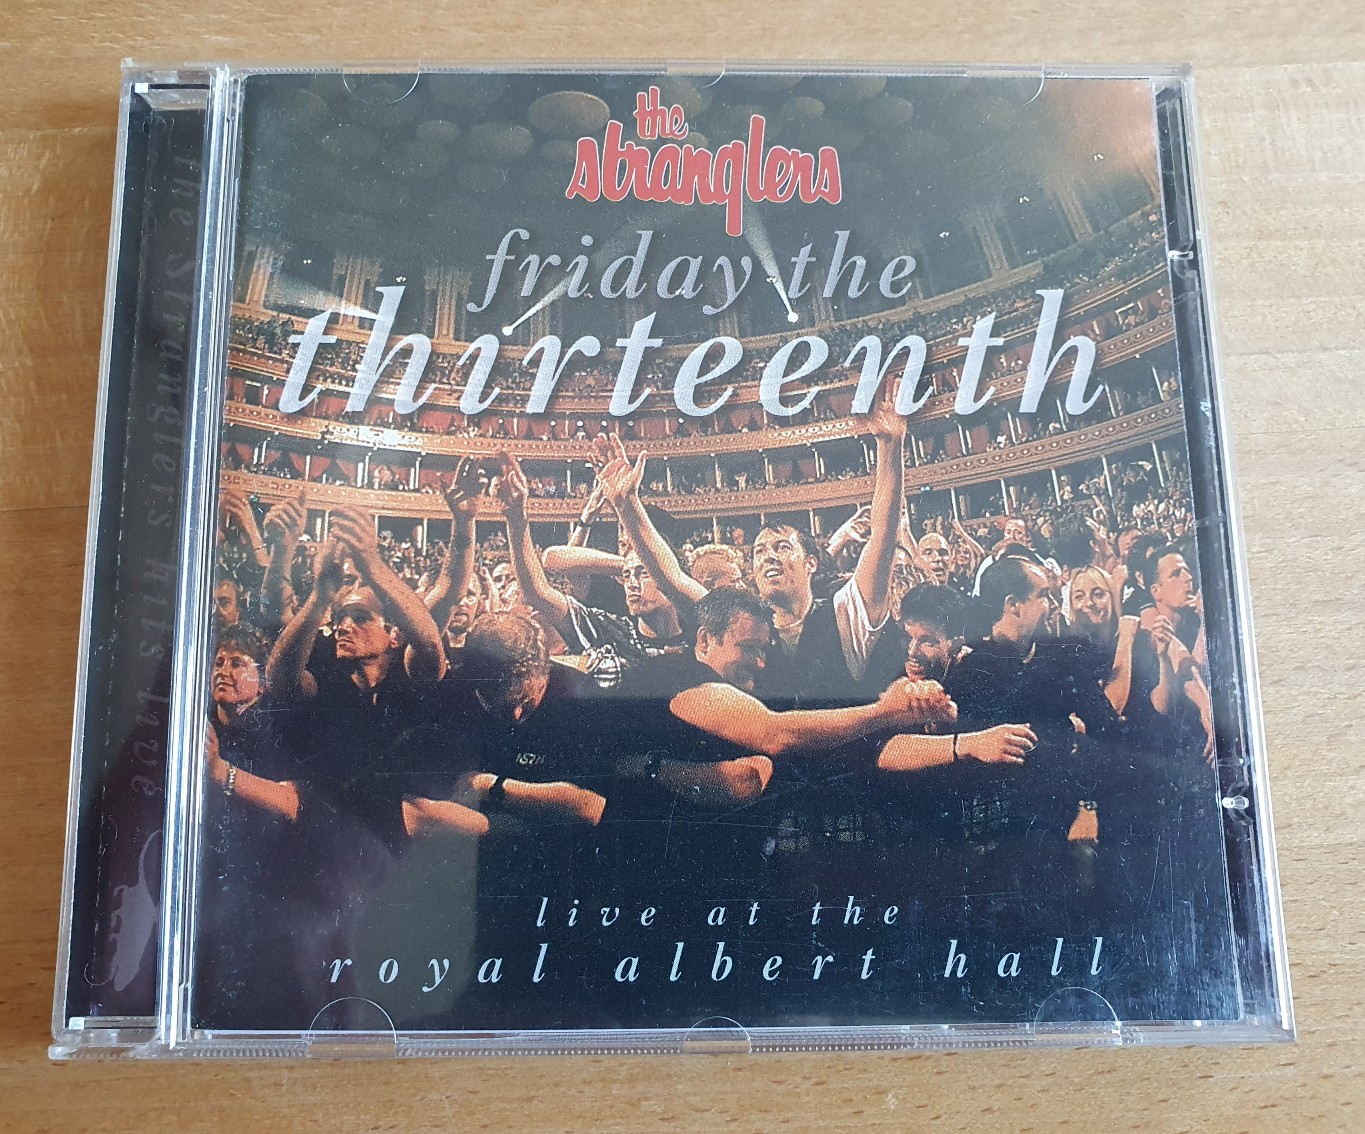 the
stranglers
friday the
thirteenth
live at the
royal albert hall
the Stranglers hits live